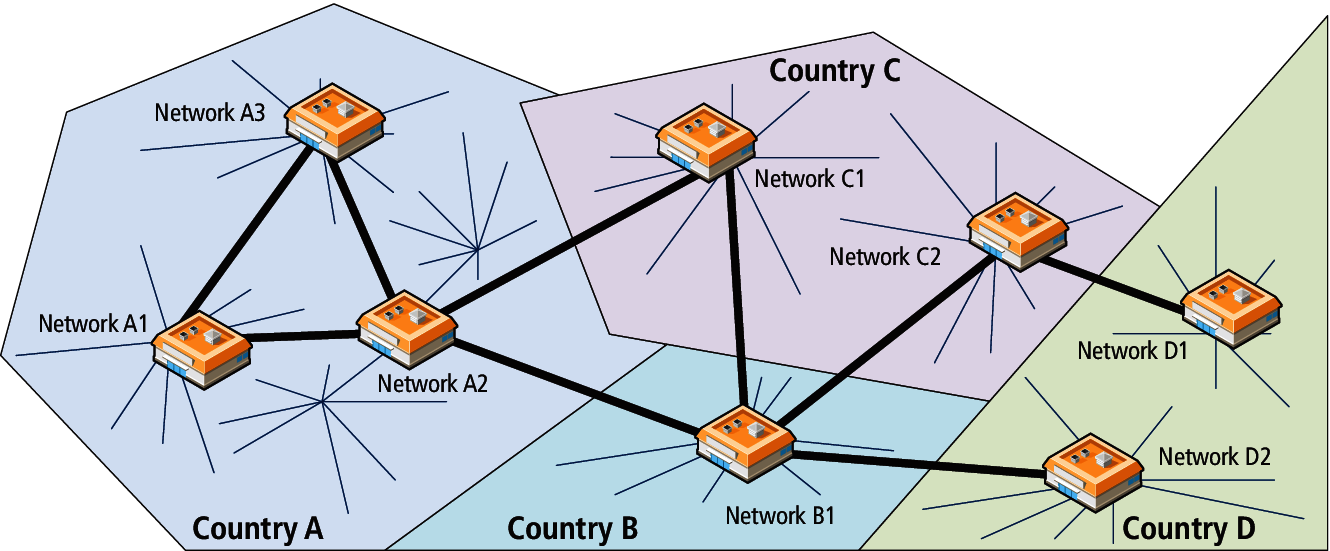 Country C
Network A3
Network C1
Network C2
Network A1
Network D1
Network A2
Network D2
Network B1
Country A
Country B
Country D